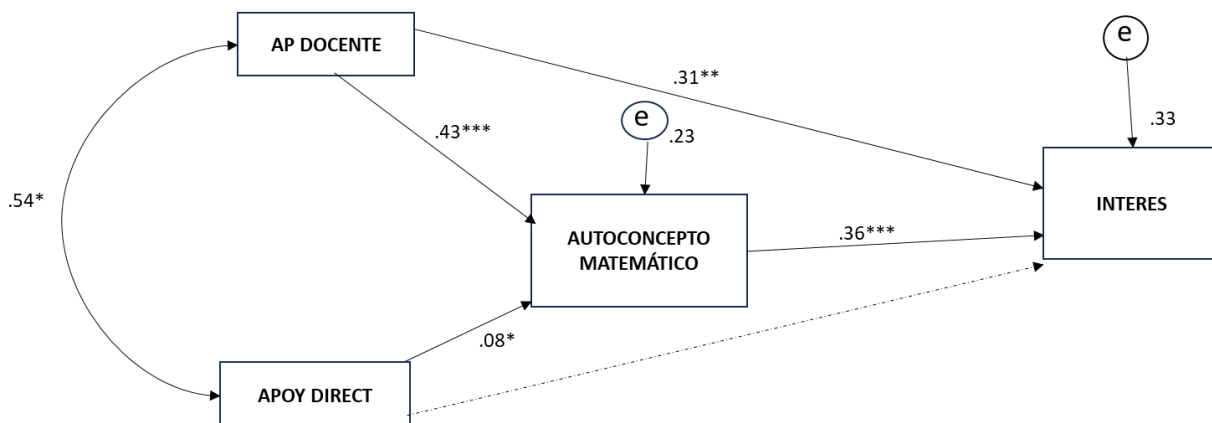 AP DOCENTE
e
.31**
.43***
e
.23
.33
.54*
INTERES
AUTOCONCEPTO
MATEMÁTICO
.36***
.08*
APOY DIRECT